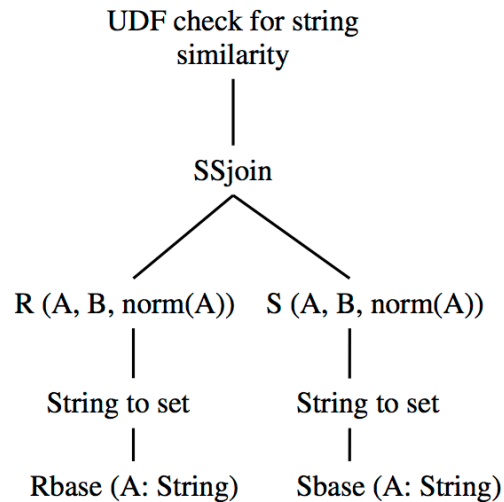 UDF check for string
similarity
SSjoin
R (A, B, norm(A)) S (A, B, norm(A))
String to set String to set
Rbase (A: String) Sbase (A: String)